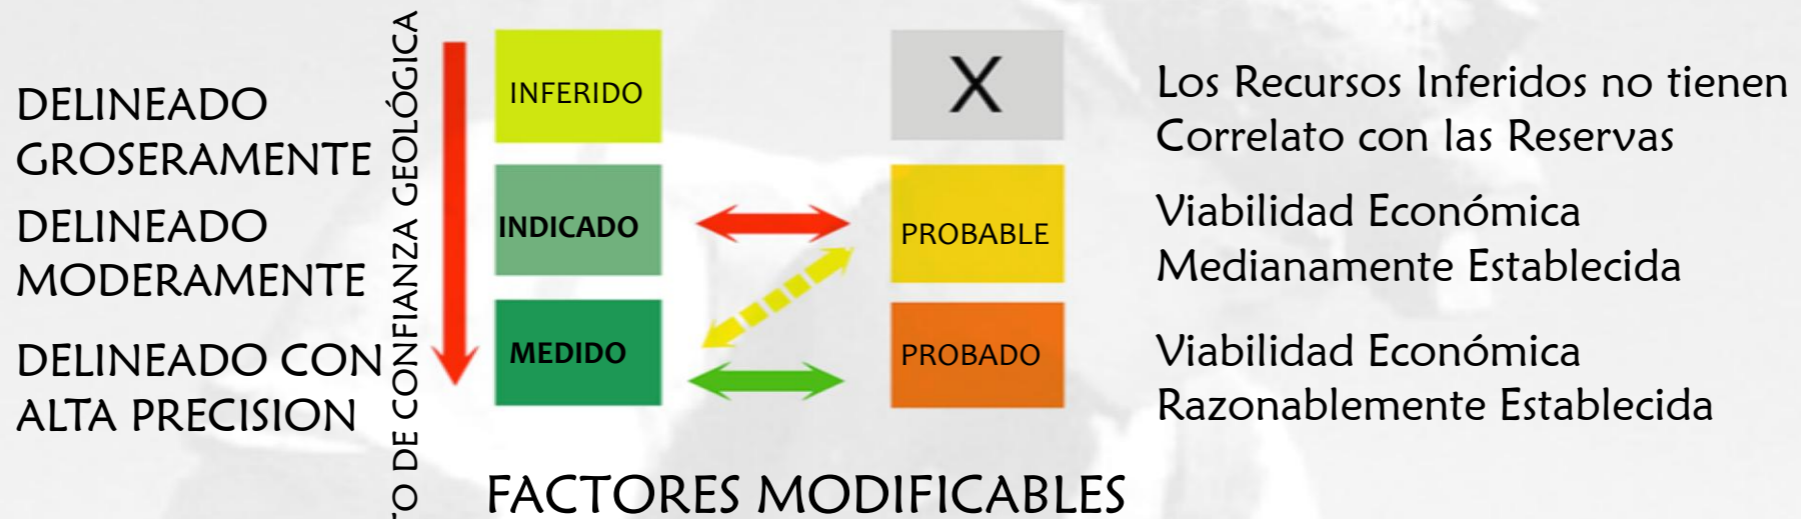 DELINEADO
GROSERAMENTE
DELINEADO
MODERAMENTE
DELINEADO CON
ALTA PRECISION
TO DE CONFIANZA GEOLÓGICA
INFERIDO
X
Los Recursos Inferidos no tienen
Correlato con las Reservas
INDICADO
PROBABLE
Viabilidad Económica
Medianamente Establecida
MEDIDO
PROBADO
Viabilidad Económica
Razonablemente Establecida
FACTORES MODIFICABLES